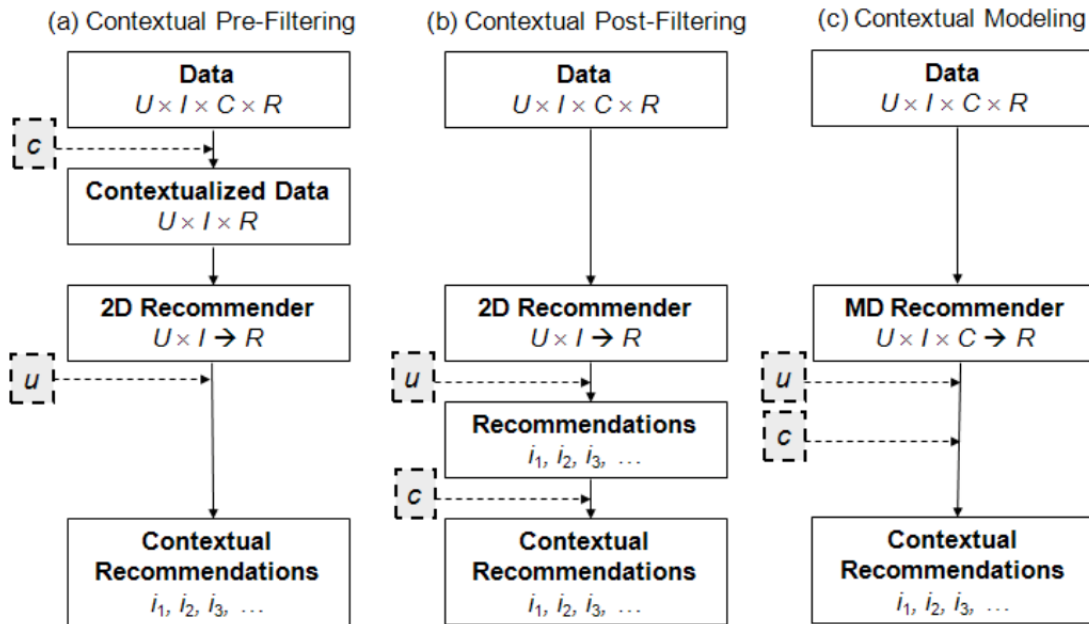 (a) Contextual Pre-Filtering
Data
U × I × C × R
c
Contextualized Data
U × I × R
2D Recommender
U × I → R
u
Contextual
Recommendations
i₁, i₂, i₃, …
(b) Contextual Post-Filtering
Data
U × I × C × R
2D Recommender
U × I → R
u
Recommendations
i₁, i₂, i₃, …
c
Contextual
Recommendations
i₁, i₂, i₃, …
(c) Contextual Modeling
Data
U × I × C × R
MD Recommender
U × I × C → R
u
c
Contextual
Recommendations
i₁, i₂, i₃, …